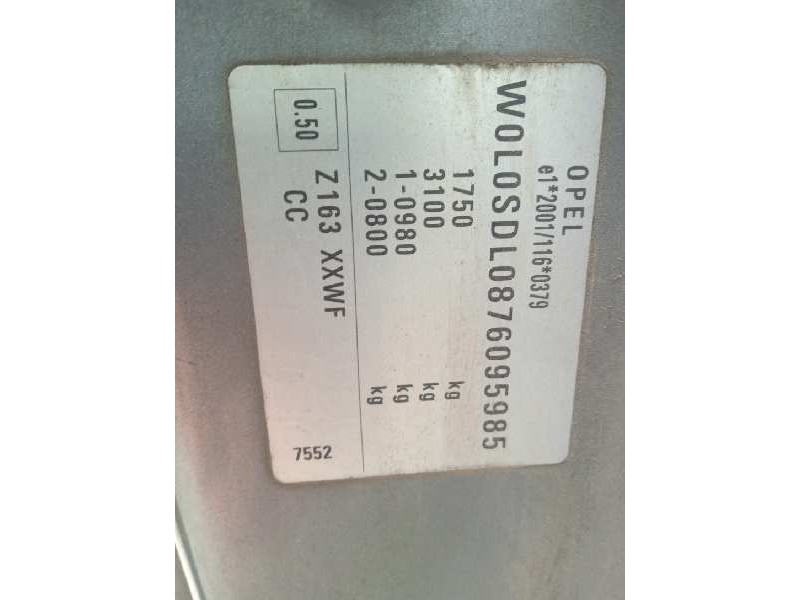 OPEL
e1*2001/116*0379
W0L0SDL0876095985
1750 kg
3100 kg
1-0980 kg
2-0800 kg
0.50 Z163 XXWF
CC 7552